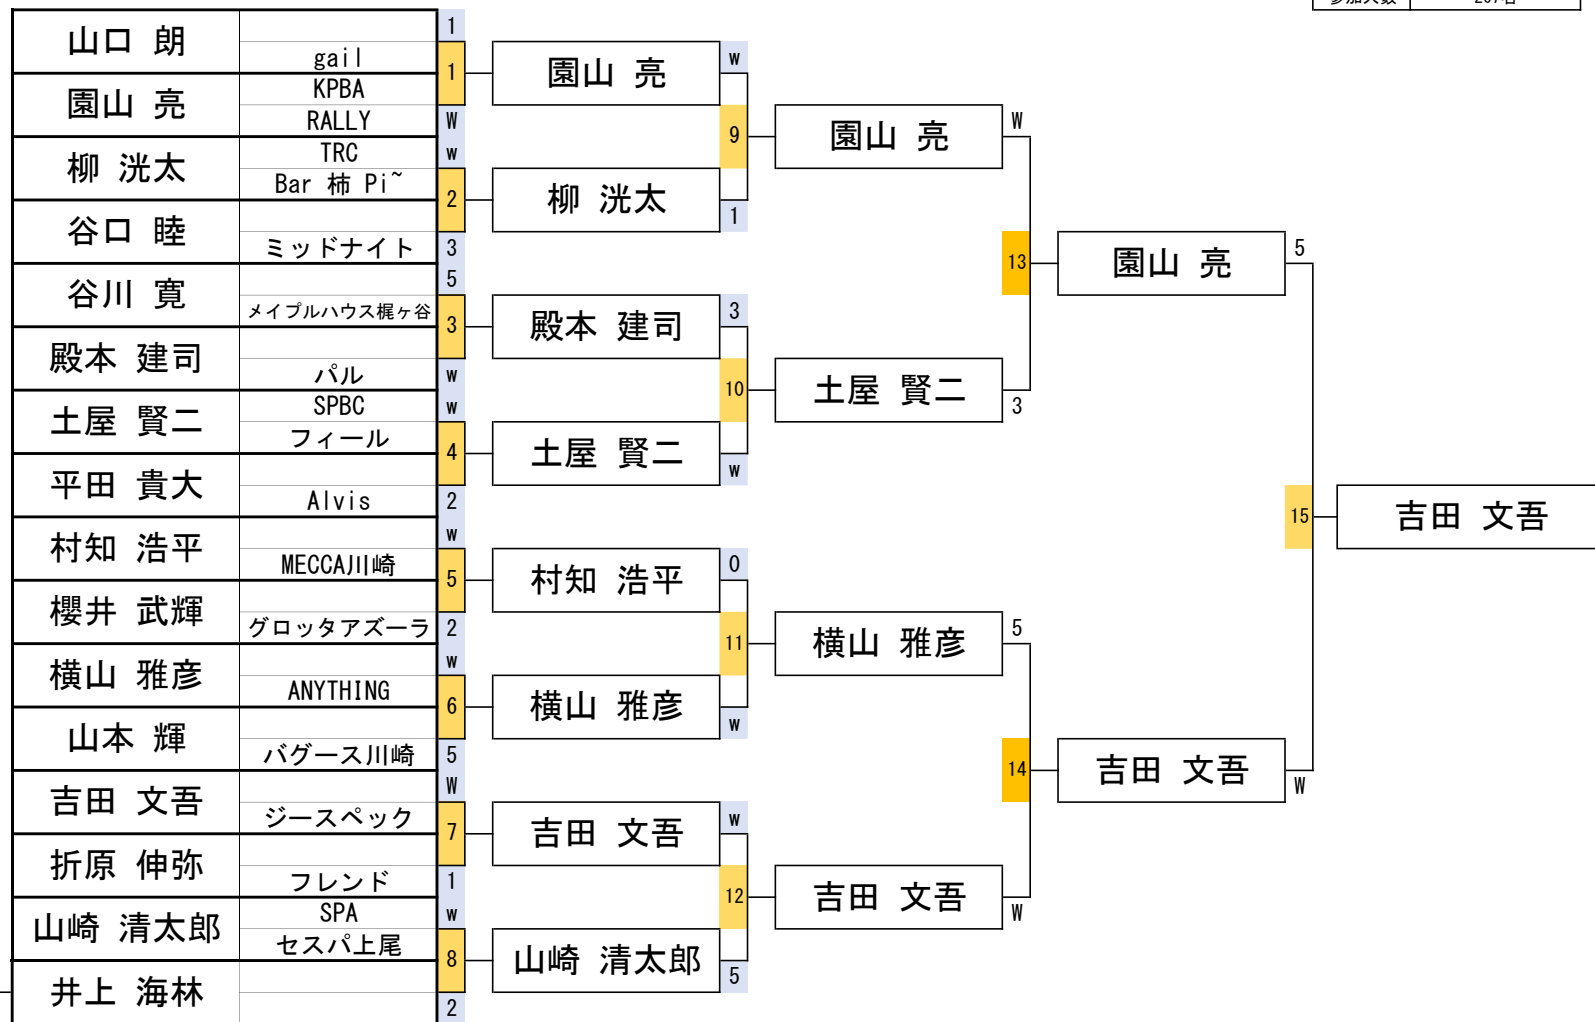 山口 朗
gail
1
1
園山 亮
KPBA
RALLY
W
柳 洸太
TRC
Bar 柿 Pi~
w
2
谷口 睦
ミッドナイト
3
谷川 寛
メイプルハウス梶ヶ谷
5
3
殿本 建司
パル
w
土屋 賢二
SPBC
フィール
w
4
平田 貴大
Alvis
2
村知 浩平
MECCA川崎
w
5
櫻井 武輝
グロッタアズーラ
2
横山 雅彦
ANYTHING
w
6
山本 輝
バグース川崎
5
吉田 文吾
ジースペック
W
7
折原 伸弥
フレンド
1
山崎 清太郎
SPA
セスパ上尾
w
8
井上 海林
2
園山 亮
w
9
柳 洸太
1
殿本 建司
3
10
土屋 賢二
w
村知 浩平
0
11
横山 雅彦
w
吉田 文吾
w
12
山崎 清太郎
5
園山 亮
W
13
土屋 賢二
3
横山 雅彦
5
14
吉田 文吾
W
園山 亮
5
15
吉田 文吾
W
吉田 文吾